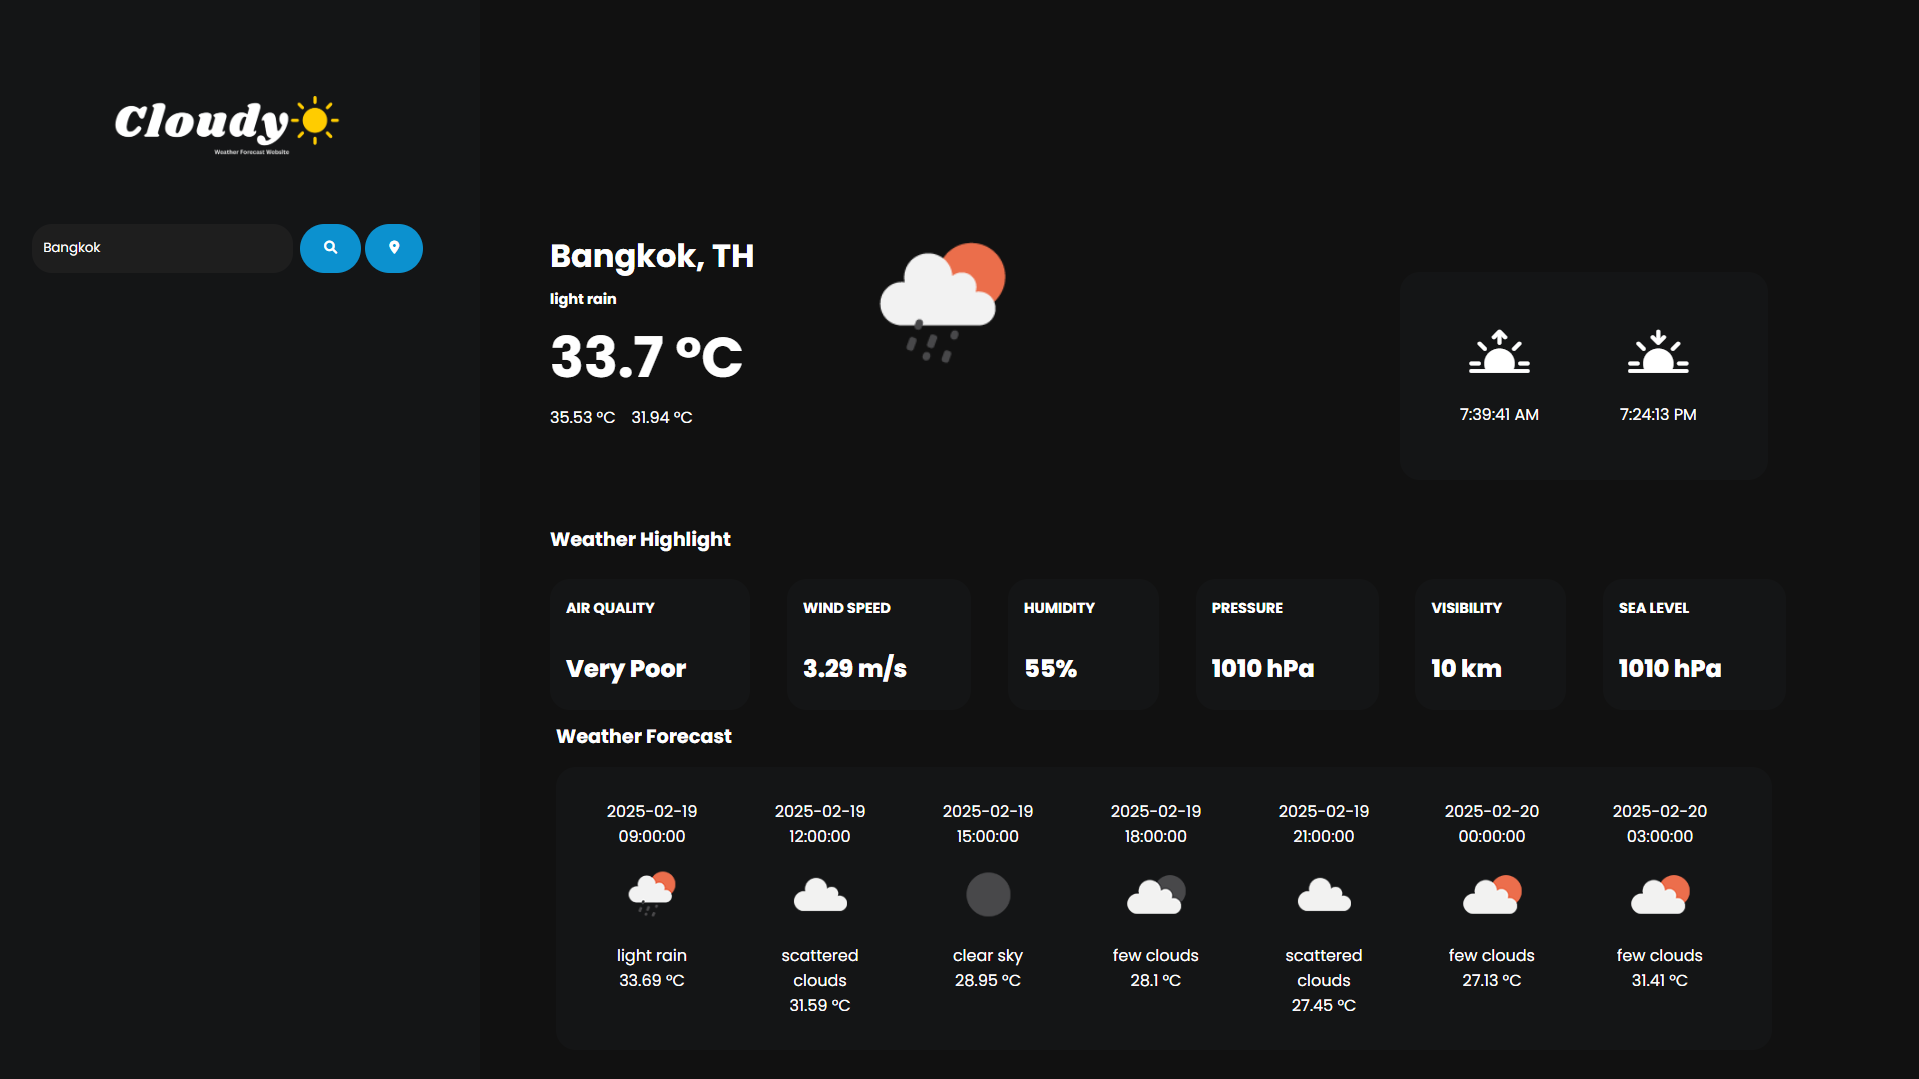 Cloudy
Weather Forecast Website
Bangkok
Bangkok, TH
light rain
33.7 °C
35.53 °C 31.94 °C
7:39:41 AM 7:24:13 PM
Weather Highlight
AIR QUALITY
Very Poor
WIND SPEED
3.29 m/s
HUMIDITY
55%
PRESSURE
1010 hPa
VISIBILITY
10 km
SEA LEVEL
1010 hPa
Weather Forecast
2025-02-19
09:00:00
light rain
33.69 °C
2025-02-19
12:00:00
scattered
clouds
31.59 °C
2025-02-19
15:00:00
clear sky
28.95 °C
2025-02-19
18:00:00
few clouds
28.1 °C
2025-02-19
21:00:00
scattered
clouds
27.45 °C
2025-02-20
00:00:00
few clouds
27.13 °C
2025-02-20
03:00:00
few clouds
31.41 °C